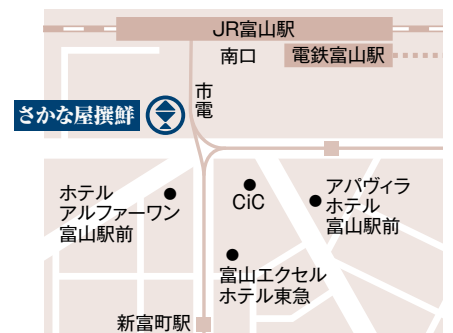 JR富山駅
南口
電鉄富山駅
市電
さかな屋撰鮮
ホテル
アルファーワン
富山駅前
CiC
アパヴィラ
ホテル
富山駅前
富山エクセル
ホテル東急
新富町駅